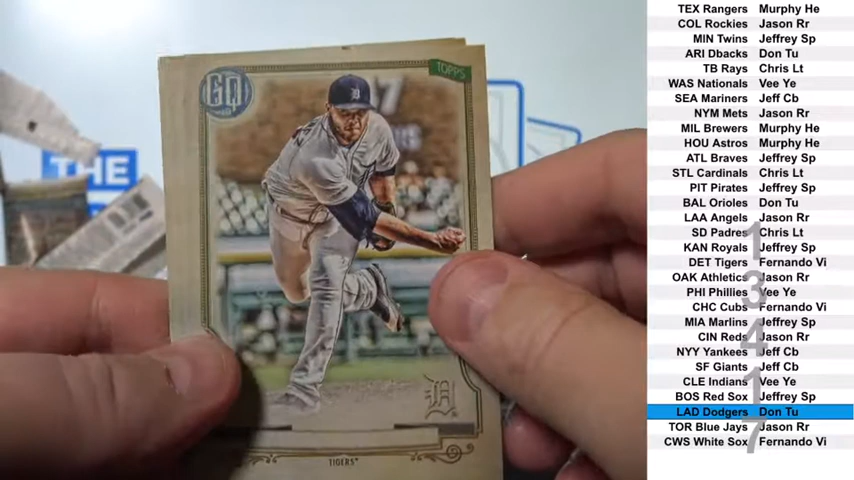 GQ
TOPPS
D
7
THE
D
TIGERS
TEX Rangers Murphy He
COL Rockies Jason Rr
MIN Twins Jeffrey Sp
ARI Dbacks Don Tu
TB Rays Chris Lt
WAS Nationals Vee Ye
SEA Mariners Jeff Cb
NYM Mets Jason Rr
MIL Brewers Murphy He
HOU Astros Murphy He
ATL Braves Jeffrey Sp
STL Cardinals Chris Lt
PIT Pirates Jeffrey Sp
BAL Orioles Don Tu
LAA Angels Jason Rr
SD Padres Chris Lt
KAN Royals Jeffrey Sp
DET Tigers Fernando Vi
OAK Athletics Jason Rr
PHI Phillies Vee Ye
CHC Cubs Fernando Vi
MIA Marlins Jeffrey Sp
CIN Reds Jason Rr
NYY Yankees Jeff Cb
SF Giants Jeff Cb
CLE Indians Vee Ye
BOS Red Sox Jeffrey Sp
LAD Dodgers Don Tu
TOR Blue Jays Jason Rr
CWS White Sox Fernando Vi
1
3
4
1
7